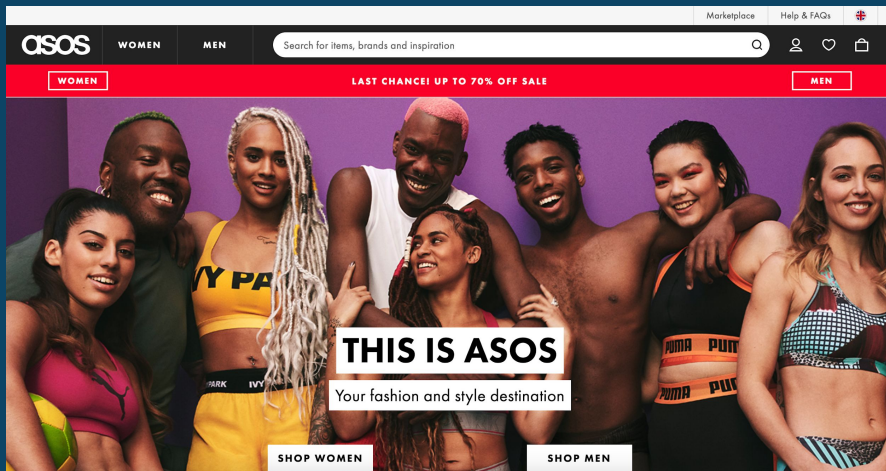 Marketplace Help & FAQs
asos WOMEN MEN Search for items, brands and inspiration
WOMEN LAST CHANCE! UP TO 70% OFF SALE MEN
IVY PA
THIS IS ASOS
PUMA PUM
Your fashion and style destination
PARK IVY
PUMA PUM
SHOP WOMEN SHOP MEN